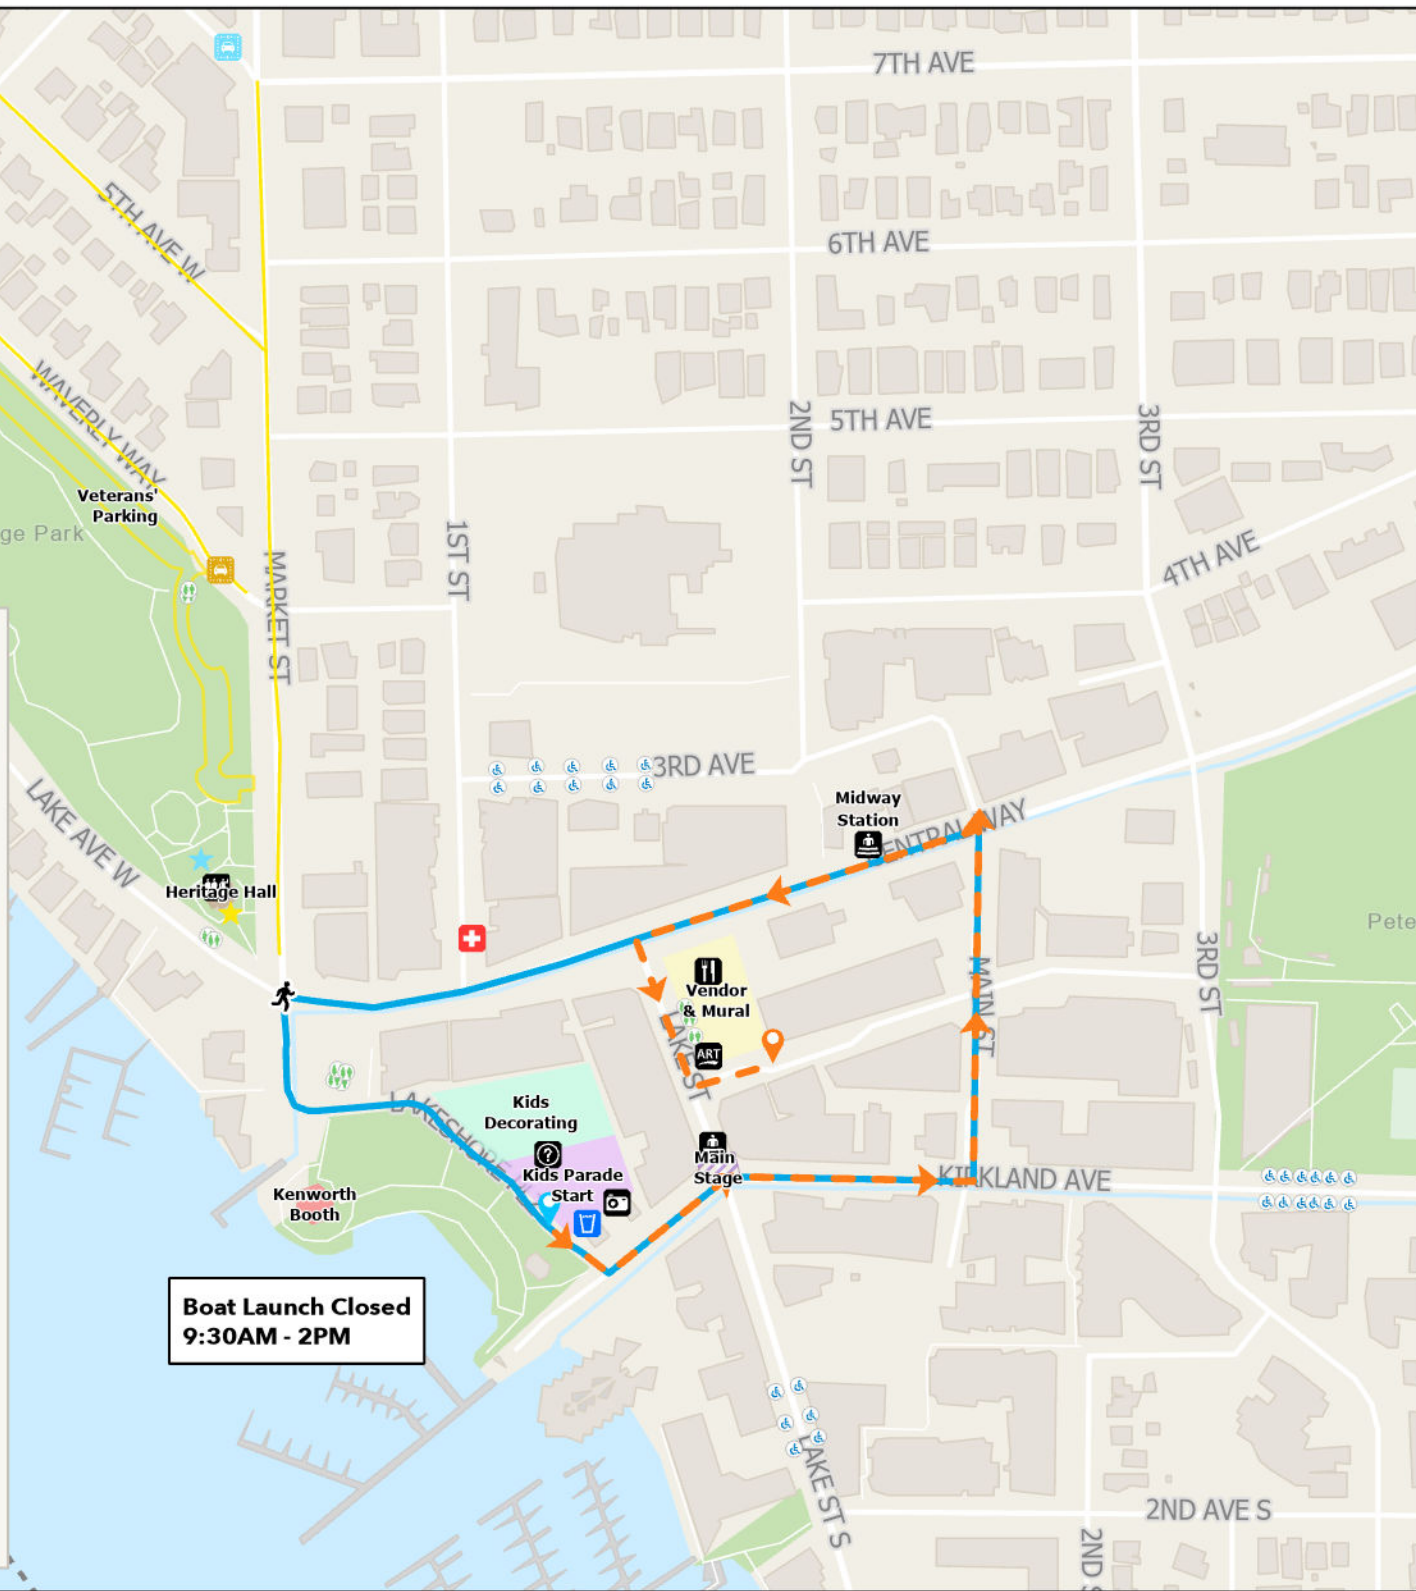 7TH AVE
5TH AVE W
6TH AVE
WAVERLY WAY
2ND ST
5TH AVE
3RD ST
Veterans'
Parking
ge Park
1ST ST
4TH AVE
MARKET ST
3RD AVE
LAKE AVE W
Midway
Station
ENTRAL WAY
Heritage Hall
Pete
3RD ST
MAIN ST
Vendor
& Mural
LAKE ST
ART
LAKESHORE
Kids
Decorating
?
Main
Stage
Kids Parade
Start
KIRKLAND AVE
Kenworth
Booth
Boat Launch Closed
9:30AM - 2PM
LAKE ST S
2ND AVE S
2ND S